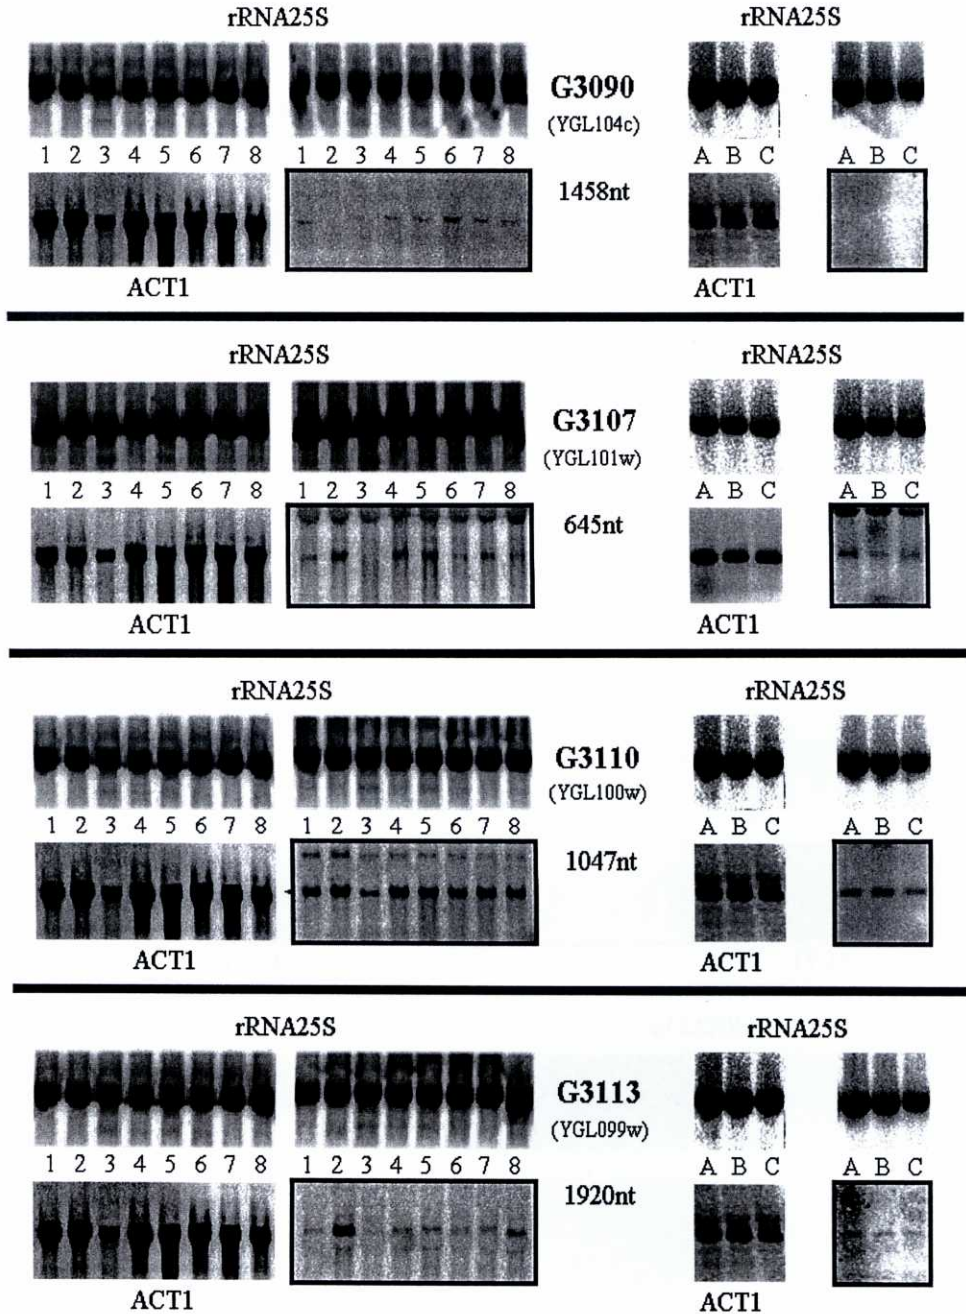 rRNA25S
rRNA25S
G3090
(YGL104c)
1 2 3 4 5 6 7 8
1 2 3 4 5 6 7 8
A B C
A B C
1458nt
ACT1
ACT1
rRNA25S
rRNA25S
G3107
(YGL101w)
1 2 3 4 5 6 7 8
1 2 3 4 5 6 7 8
A B C
A B C
645nt
ACT1
ACT1
rRNA25S
rRNA25S
G3110
(YGL100w)
1 2 3 4 5 6 7 8
1 2 3 4 5 6 7 8
A B C
A B C
1047nt
ACT1
ACT1
rRNA25S
rRNA25S
G3113
(YGL099w)
1 2 3 4 5 6 7 8
1 2 3 4 5 6 7 8
A B C
A B C
1920nt
ACT1
ACT1